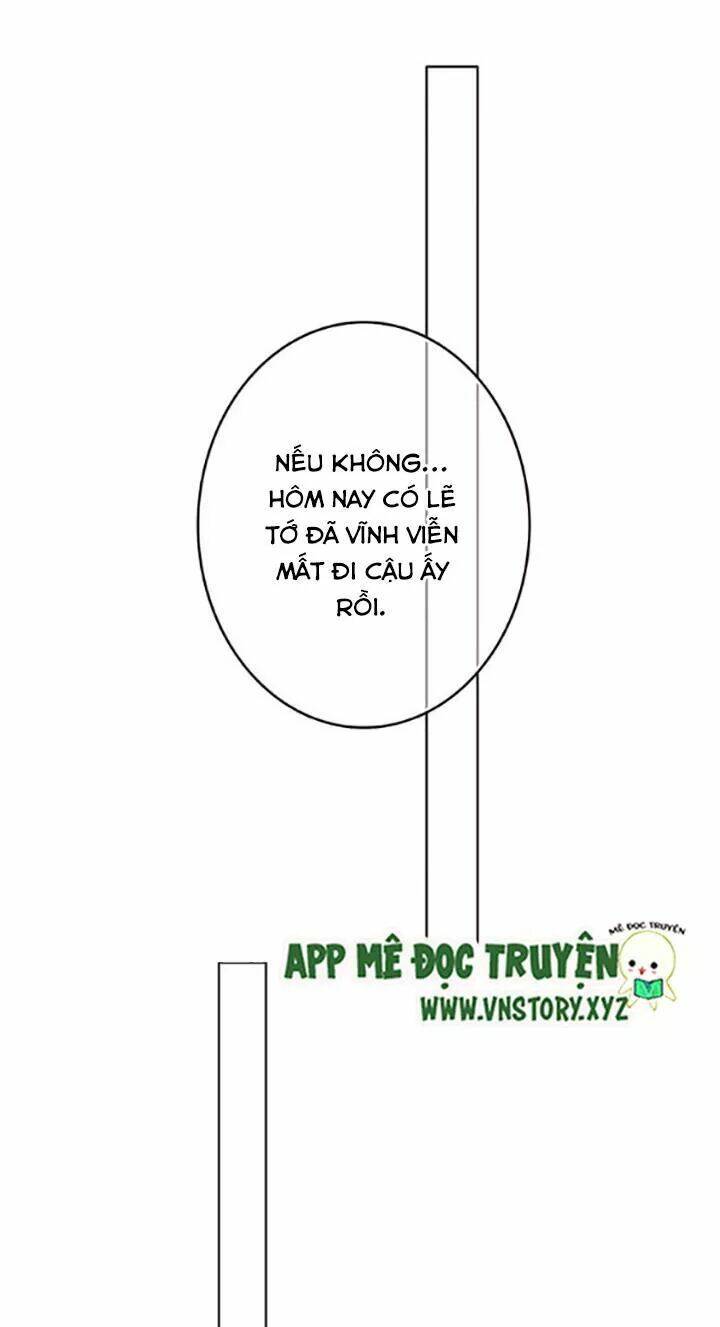 NẾU KHÔNG...
HÔM NAY CÓ LẼ
TỚ ĐÃ VĨNH VIỄN
MẤT ĐI CẬU ẤY
RỒI.
MÊ ĐỌC TRUYỆN
APP MÊ ĐỌC TRUYỆN
WWW.VNSTORY.XYZ